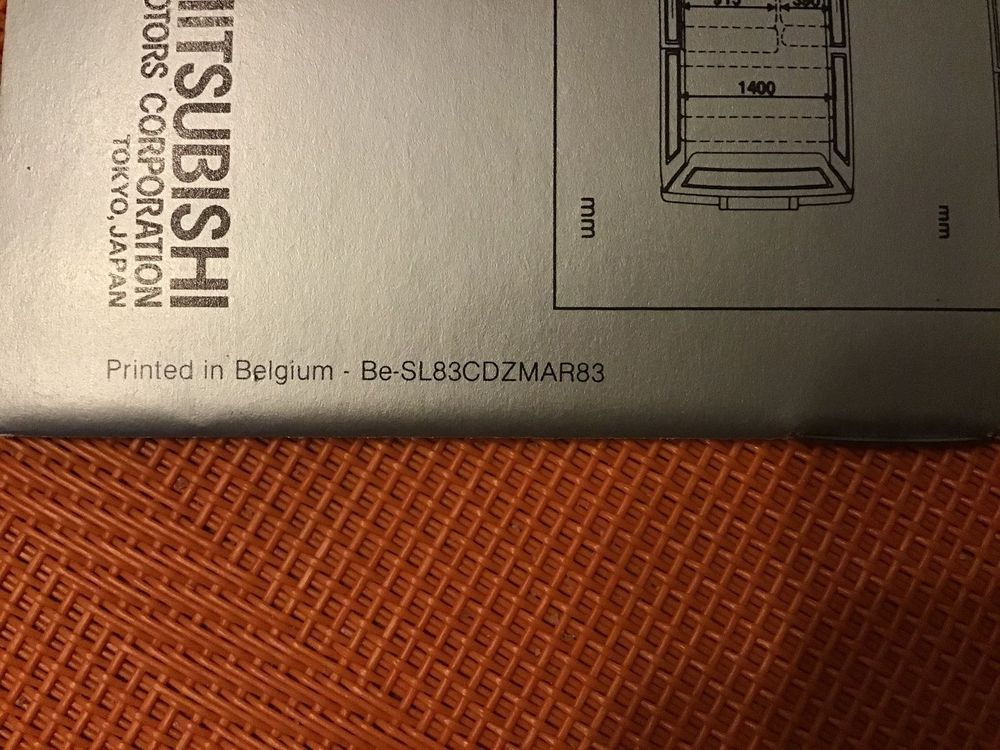 MITSUBISHI
MOTORS CORPORATION
TOKYO, JAPAN
1400
mm
mm
Printed in Belgium - Be-SL83CDZMAR83